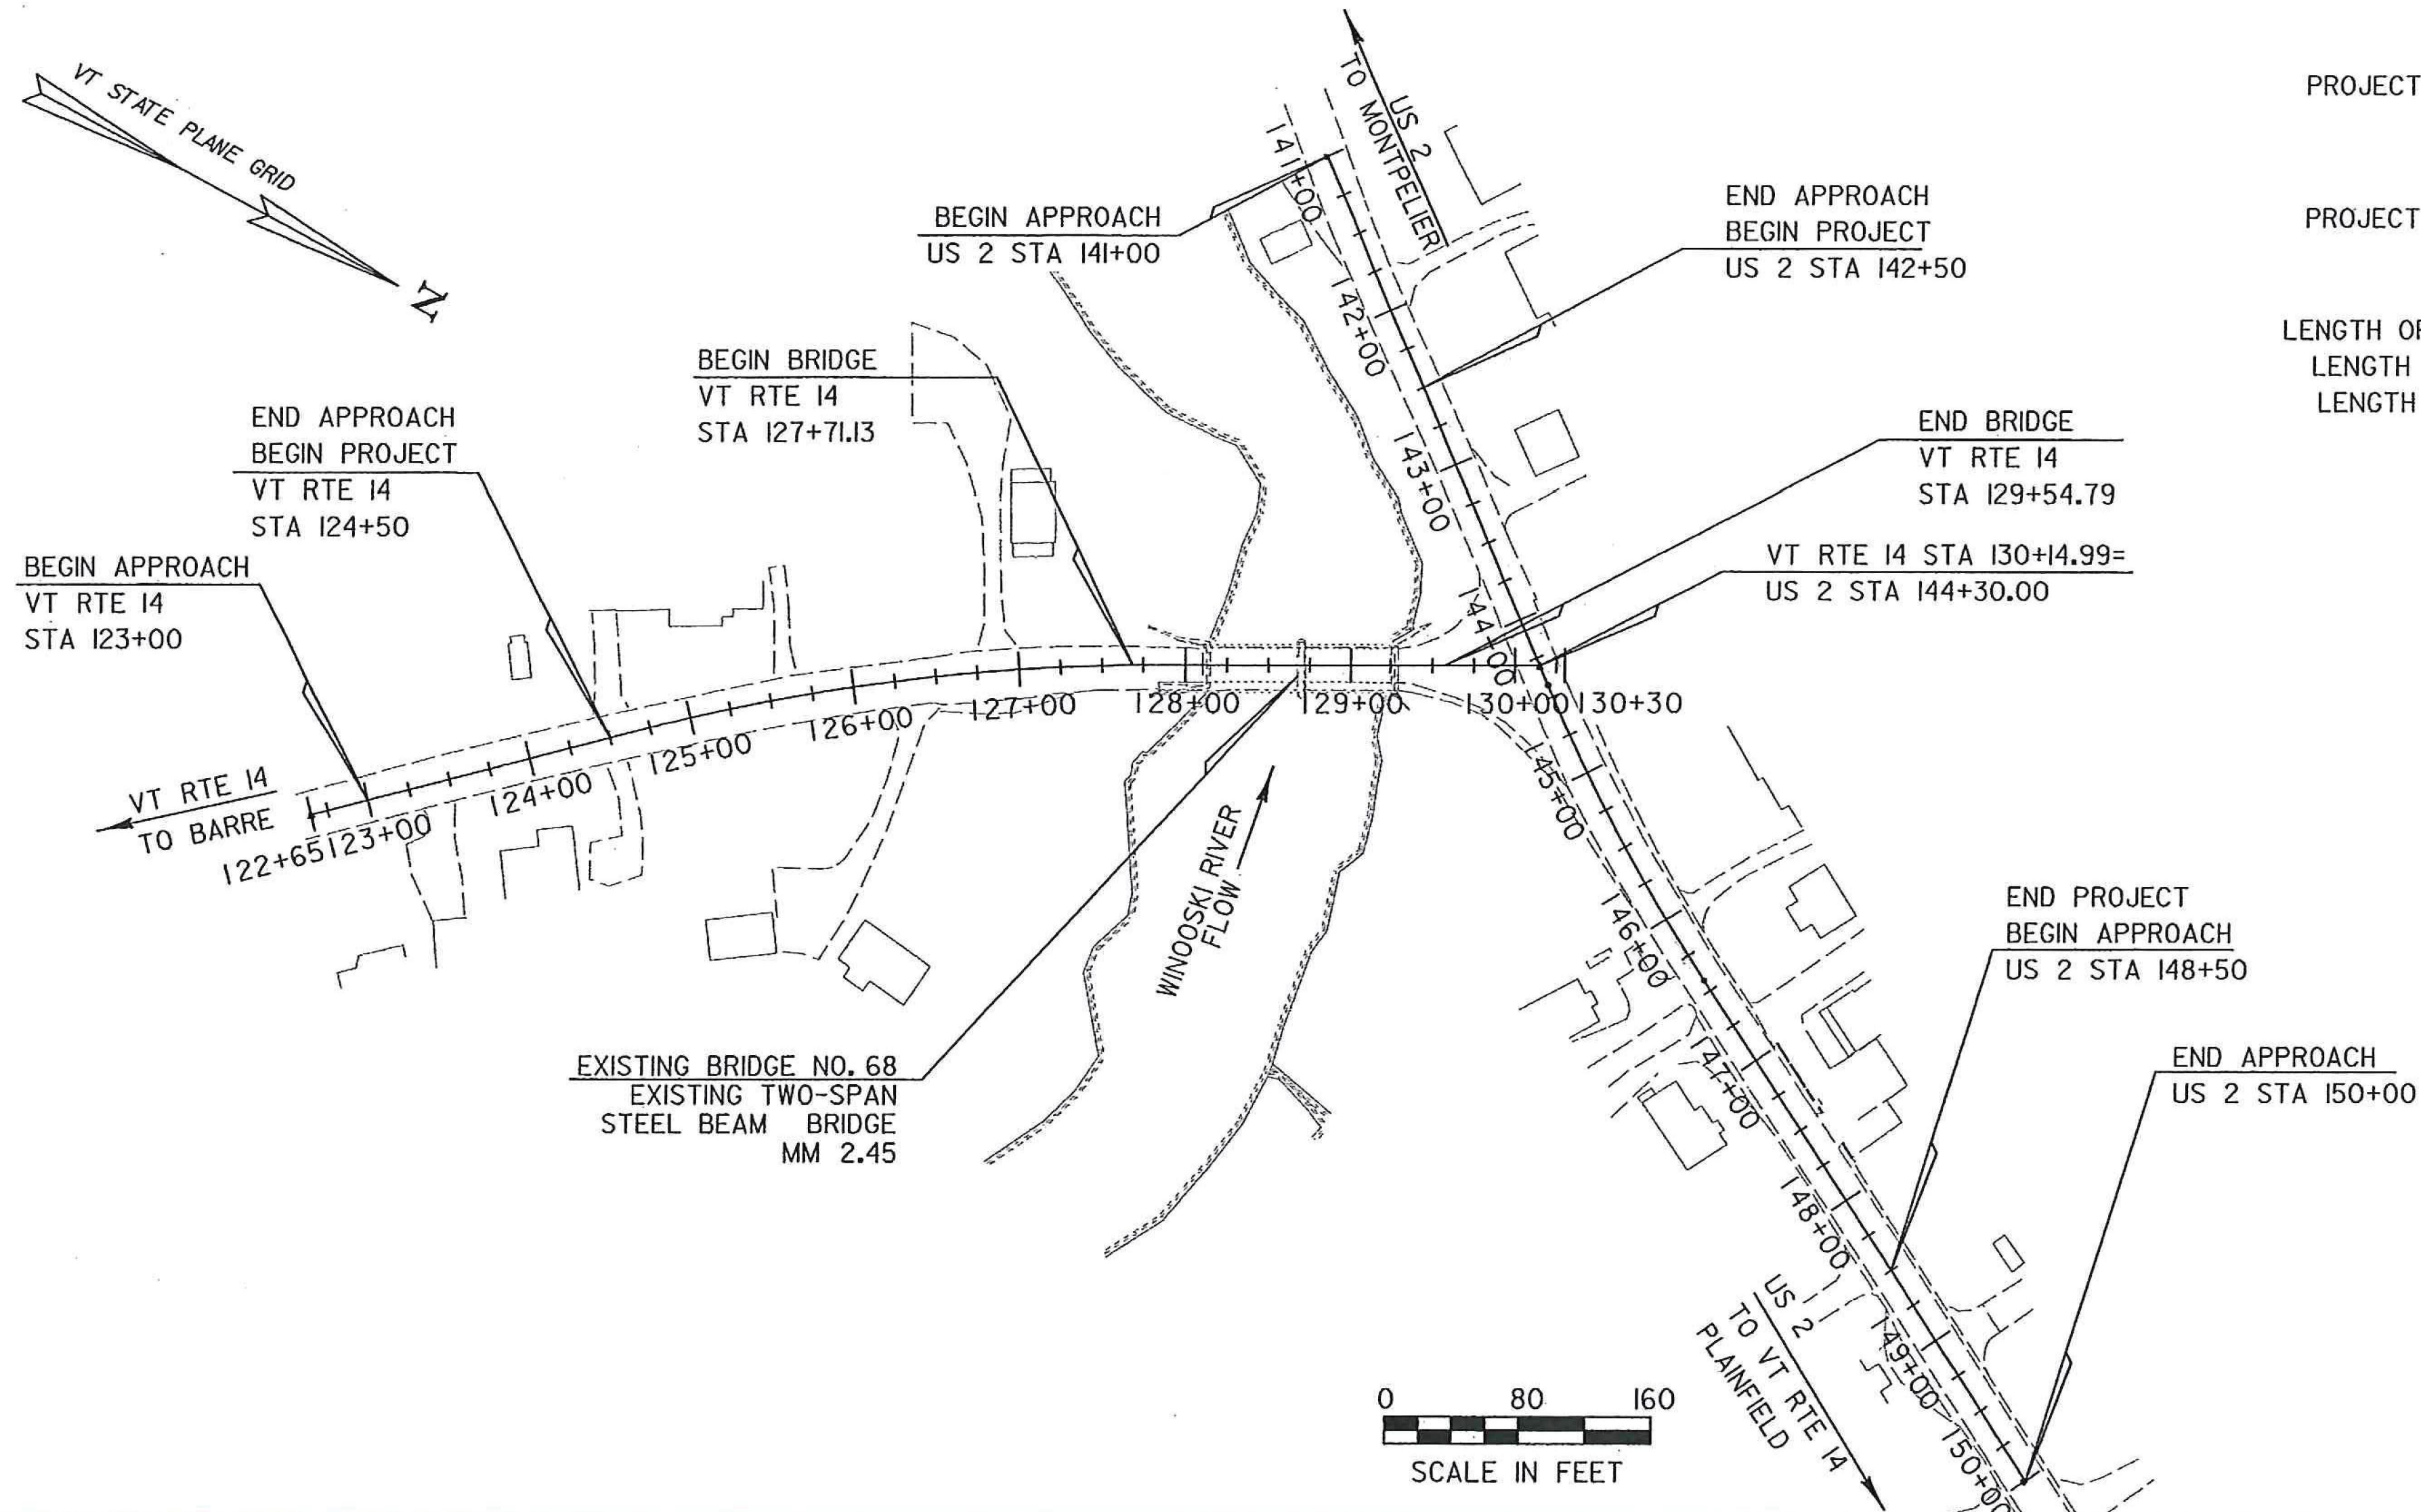 VT STATE PLANE GRID
N
BEGIN APPROACH
VT RTE 14
STA 123+00
END APPROACH
BEGIN PROJECT
VT RTE 14
STA 124+50
BEGIN BRIDGE
VT RTE 14
STA 127+71.13
BEGIN APPROACH
US 2 STA 141+00
US 2
TO MONTPELIER
END APPROACH
BEGIN PROJECT
US 2 STA 142+50
END BRIDGE
VT RTE 14
STA 129+54.79
VT RTE 14 STA 130+14.99=
US 2 STA 144+30.00
PROJECT
PROJECT
LENGTH OF
LENGTH
LENGTH
VT RTE 14
TO BARRE
122+65
123+00
124+00
125+00
126+00
127+00
128+00
129+00
130+00
130+30
141+00
142+00
143+00
144+00
145+00
146+00
147+00
148+00
149+00
150+00
WINOOSKI RIVER
FLOW
EXISTING BRIDGE NO. 68
EXISTING TWO-SPAN
STEEL BEAM BRIDGE
MM 2.45
END PROJECT
BEGIN APPROACH
US 2 STA 148+50
END APPROACH
US 2 STA 150+00
US 2
TO VT RTE 14
PLAINFIELD
0 80 160
SCALE IN FEET